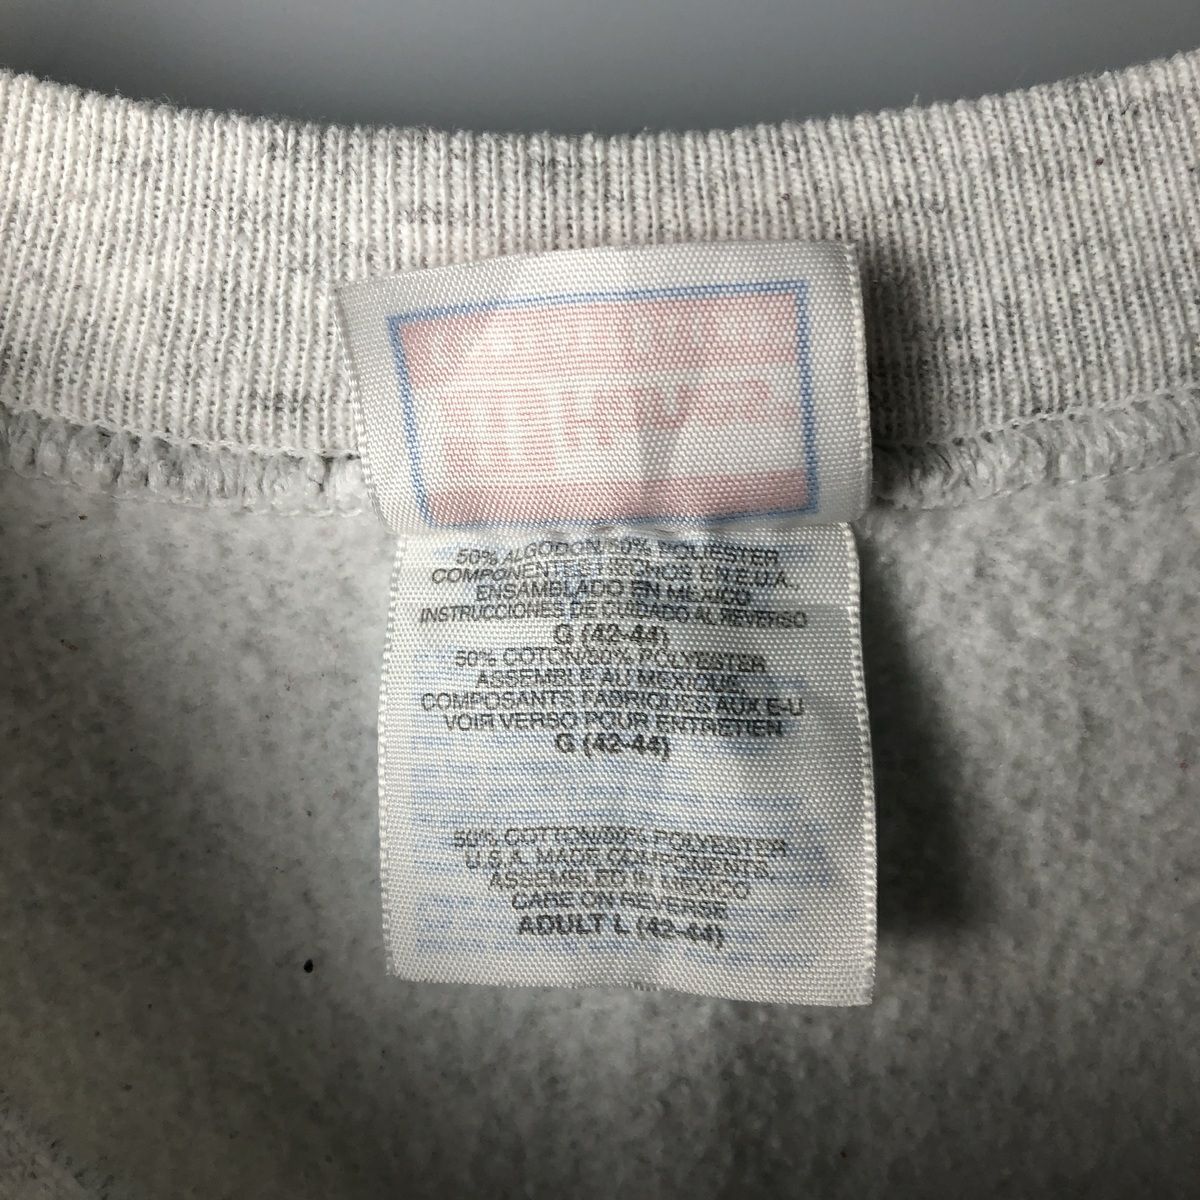 50% ALGODON/50% POLIESTER
COMPONENTES HECHOS EN E.U.A.
ENSAMBLADO EN MEXICO
INSTRUCCIONES DE CUIDADO AL REVERSO
G (42-44)
50% COTON/50% POLYESTER
ASSEMBLE AU MEXIQUE,
COMPOSANTS FABRIQUES AUX E-U
VOIR VERSO POUR ENTRETIEN
G (42-44)
50% COTTON/50% POLYESTER
U.S.A. MADE COMPONENTS,
ASSEMBLED IN MEXICO
CARE ON REVERSE
ADULT L (42-44)